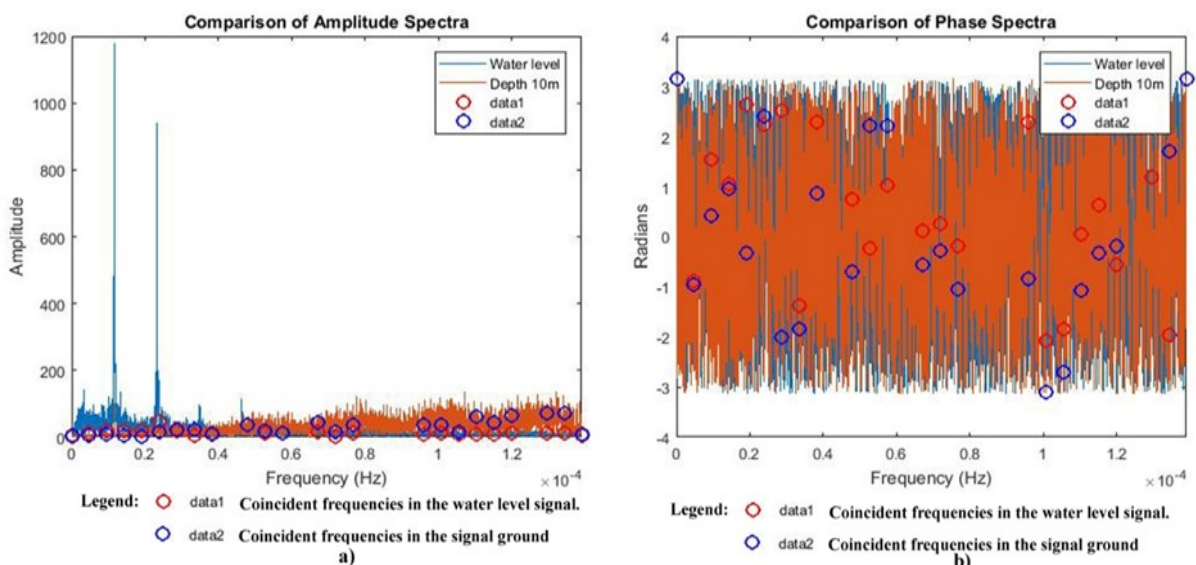 Comparison of Amplitude Spectra
1200
1000
800
600
400
200
0
Amplitude
0 0.2 0.4 0.6 0.8 1 1.2
Frequency (Hz)
×10⁻⁴
Water level
Depth 10m
data1
data2
Legend: data1 Coincident frequencies in the water level signal.
data2 Coincident frequencies in the signal ground
a)
Comparison of Phase Spectra
4
3
2
1
0
-1
-2
-3
-4
Radians
0 0.2 0.4 0.6 0.8 1 1.2
Frequency (Hz)
×10⁻⁴
Water level
Depth 10m
data1
data2
Legend: data1 Coincident frequencies in the water level signal.
data2 Coincident frequencies in the signal ground
b)